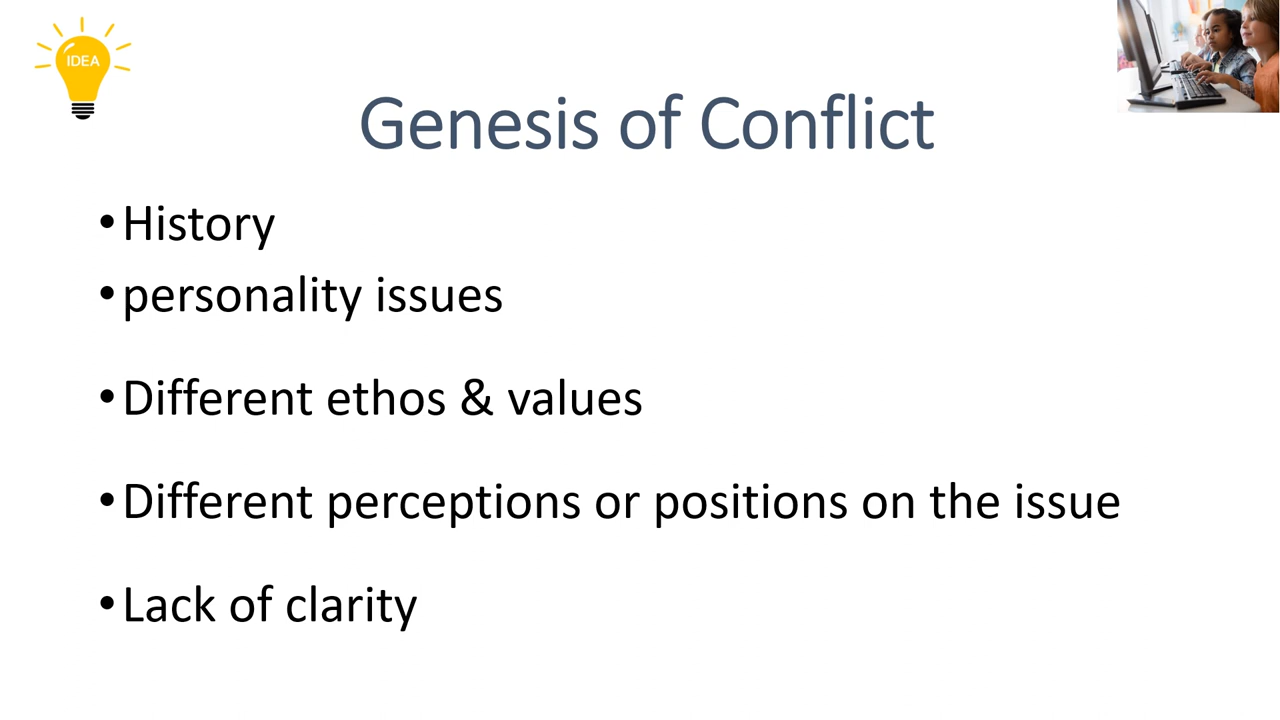 IDEA
Genesis of Conflict
•History
•personality issues
•Different ethos & values
•Different perceptions or positions on the issue
•Lack of clarity